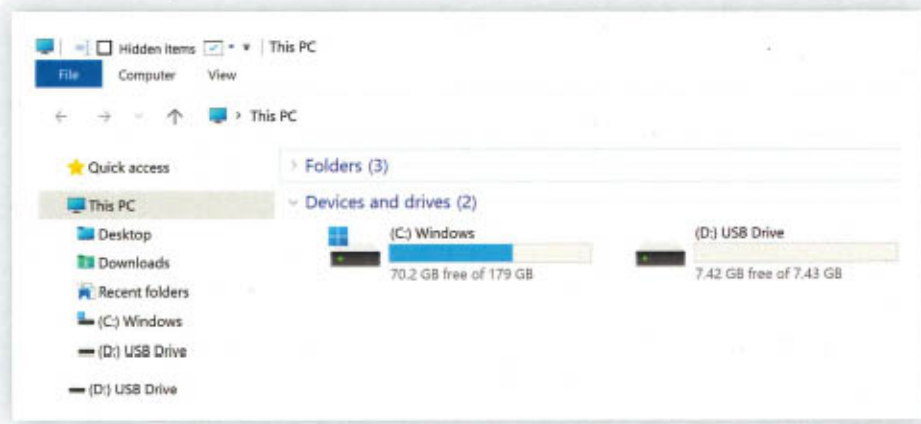 Hidden items This PC
File Computer View
This PC
Quick access
This PC
Desktop
Downloads
Recent folders
(C:) Windows
(D:) USB Drive
(D:) USB Drive
Folders (3)
Devices and drives (2)
(C:) Windows
70.2 GB free of 179 GB
(D:) USB Drive
7.42 GB free of 7.43 GB